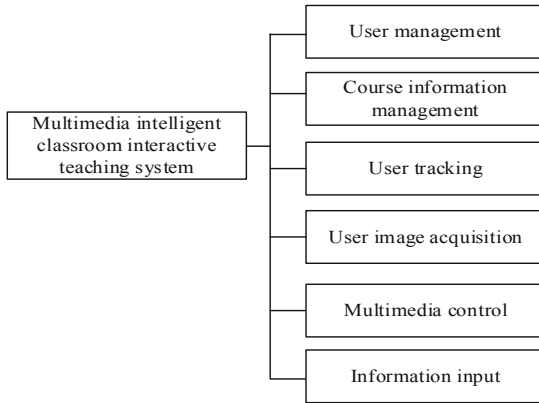 Multimedia intelligent
classroom interactive
teaching system
User management
Course information
management
User tracking
User image acquisition
Multimedia control
Information input